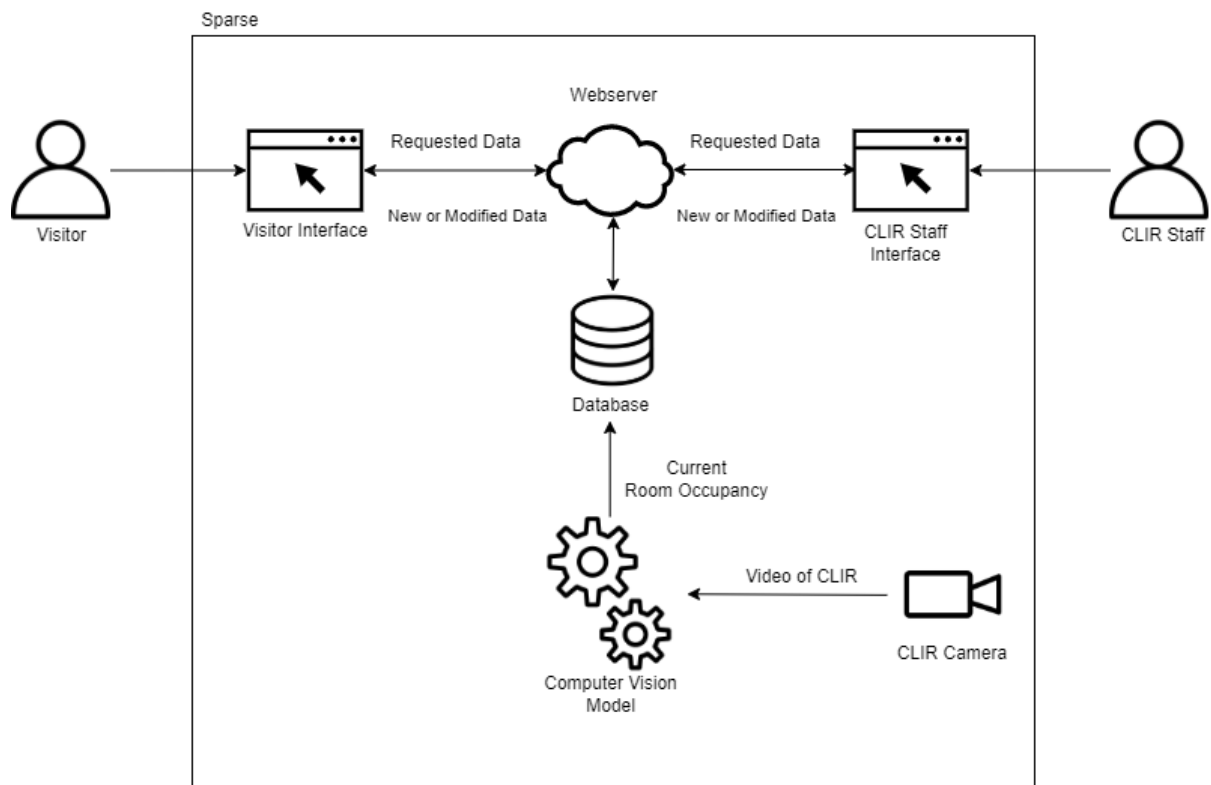 Sparse
Webserver
Requested Data
Requested Data
New or Modified Data
New or Modified Data
Visitor
Visitor Interface
CLIR Staff
Interface
CLIR Staff
Database
Current
Room Occupancy
Video of CLIR
CLIR Camera
Computer Vision
Model